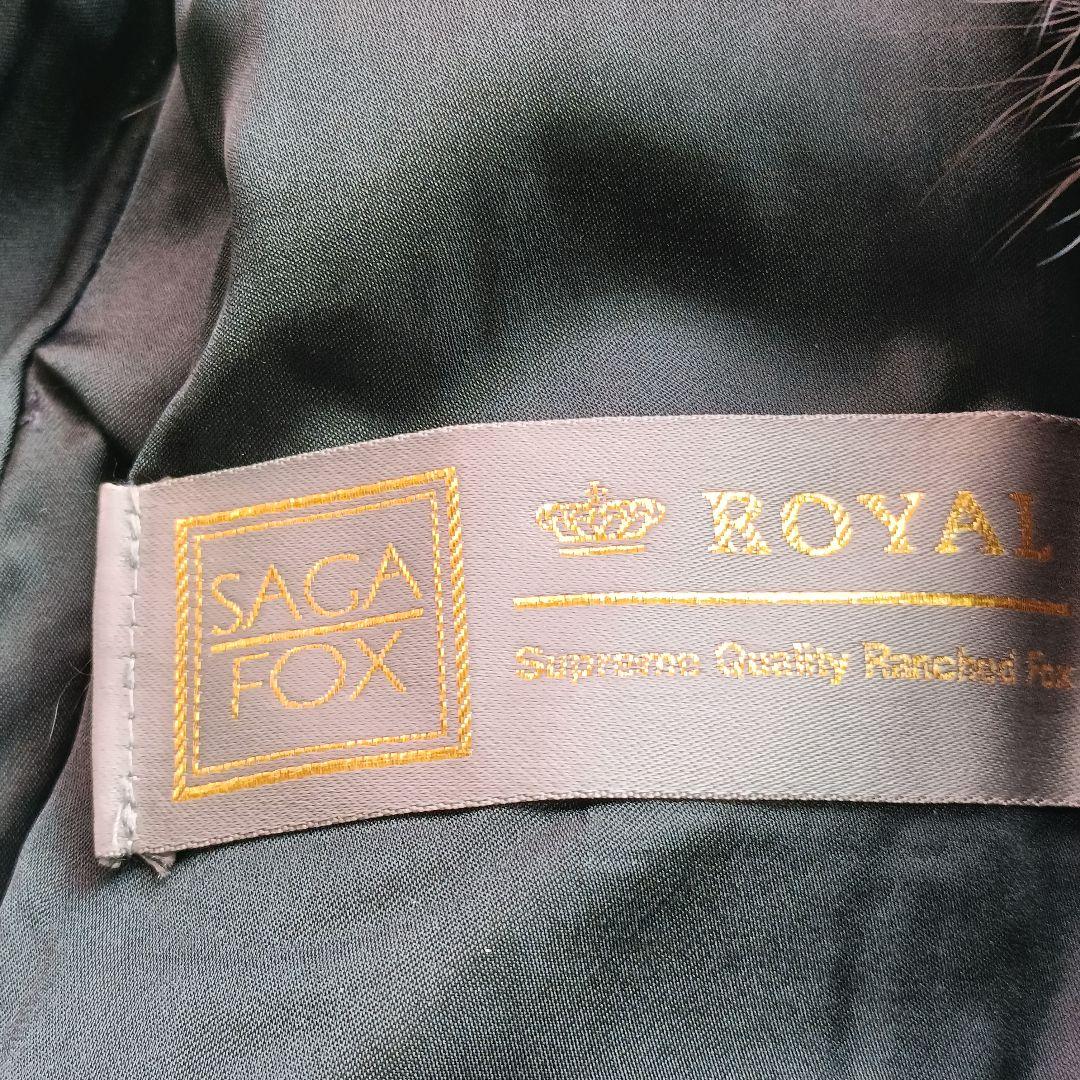 SAGA
FOX
ROYAL
Supreme Quality Ranched Fox